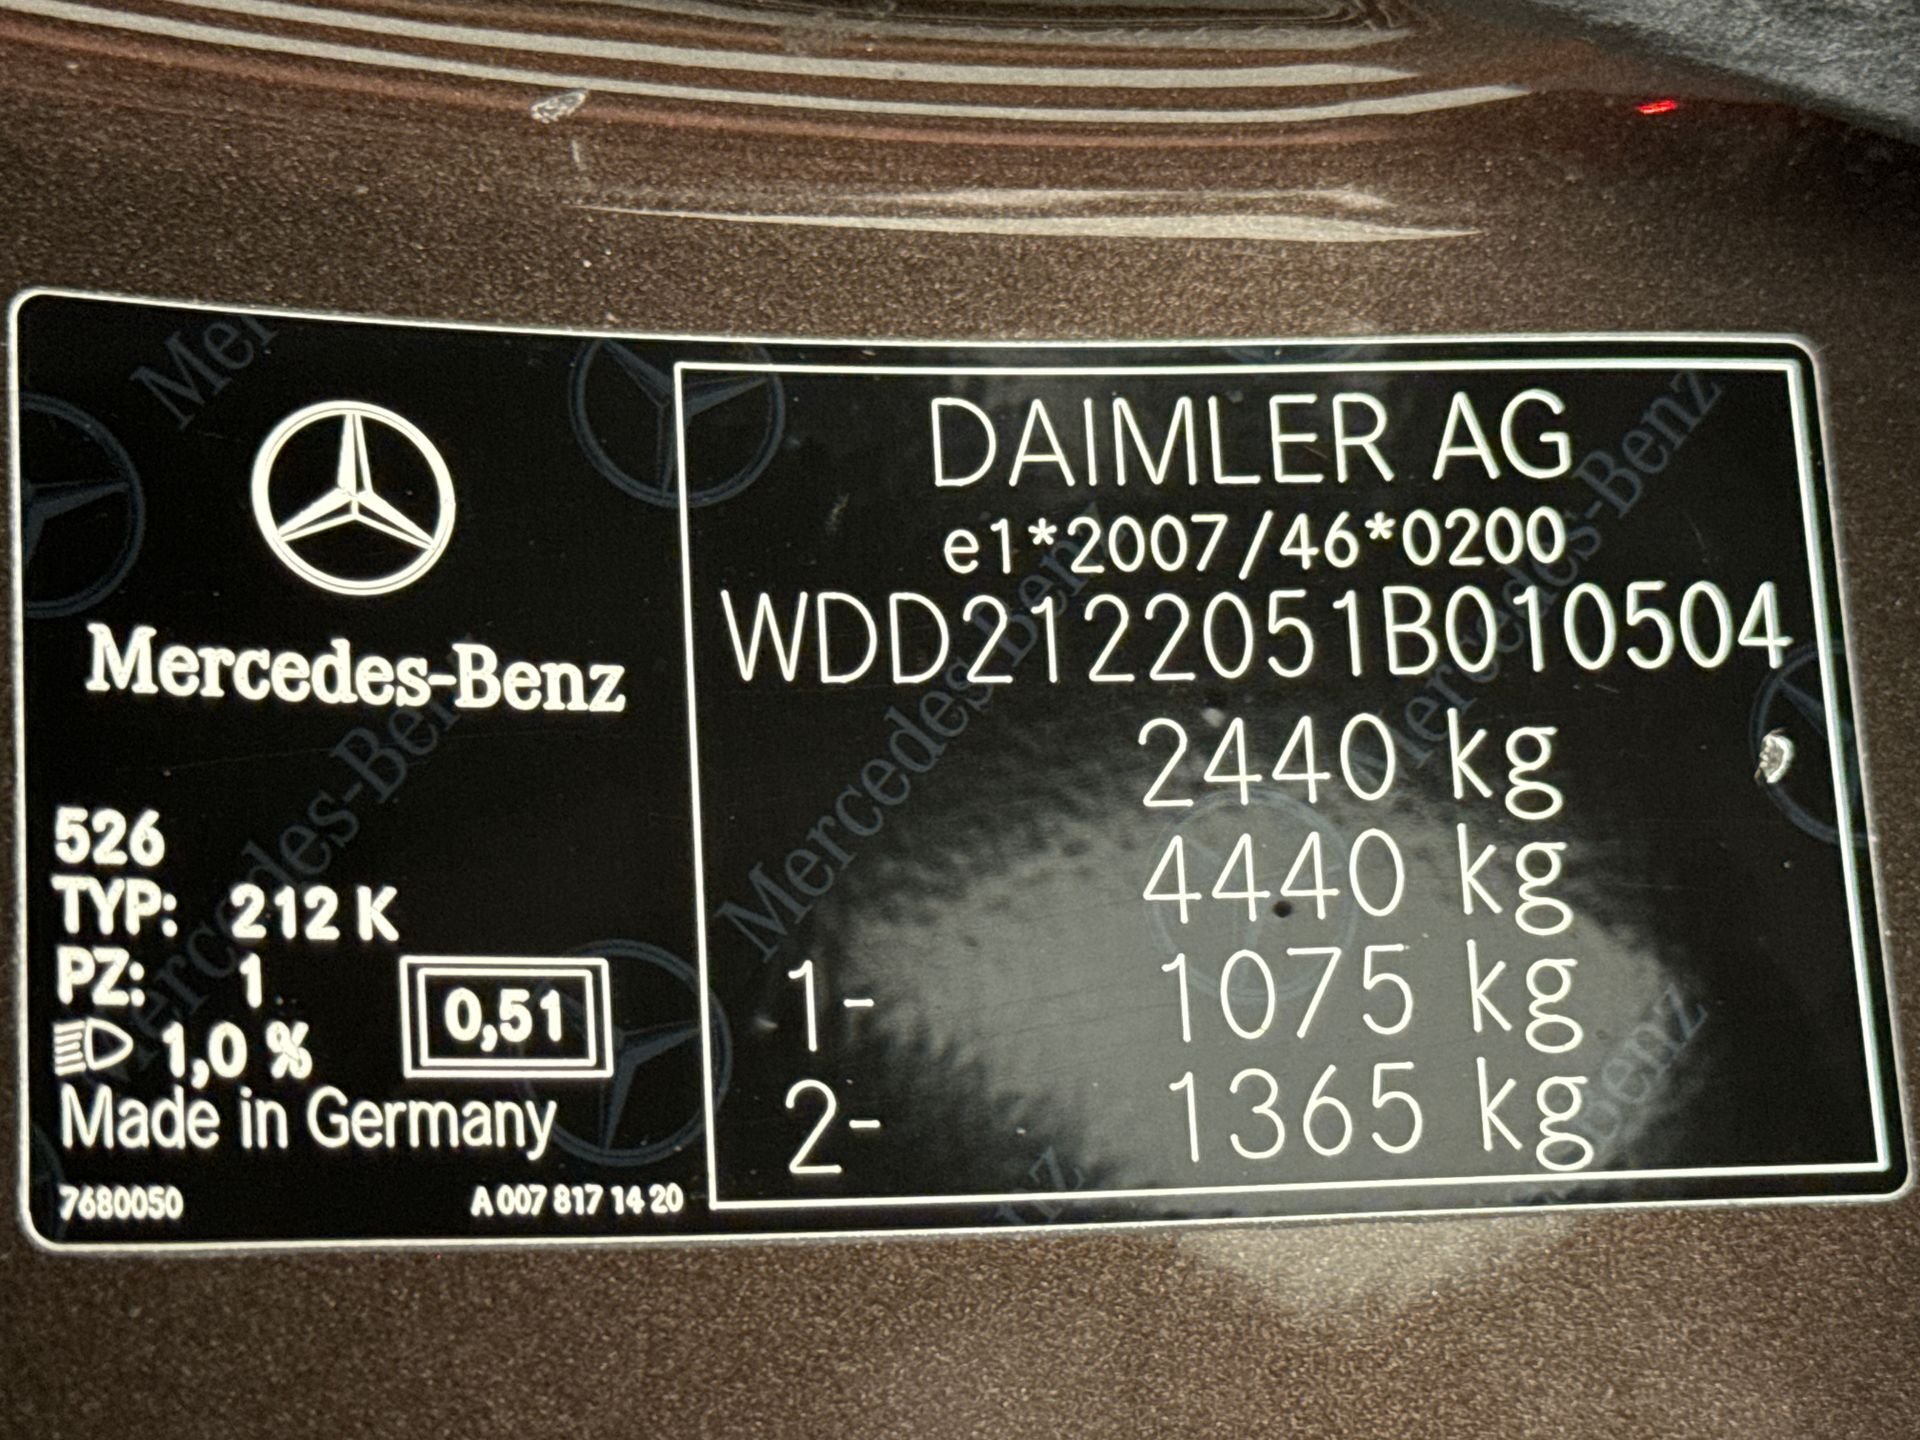 Mercedes-Benz
526
TYP: 212 K
PZ: 1
1,0 %
0,51
Made in Germany
7680050
A 007 817 14 20
DAIMLER AG
e1*2007/46*0200
WDD2122051B010504
2440 kg
4440 kg
1- 1075 kg
2- 1365 kg